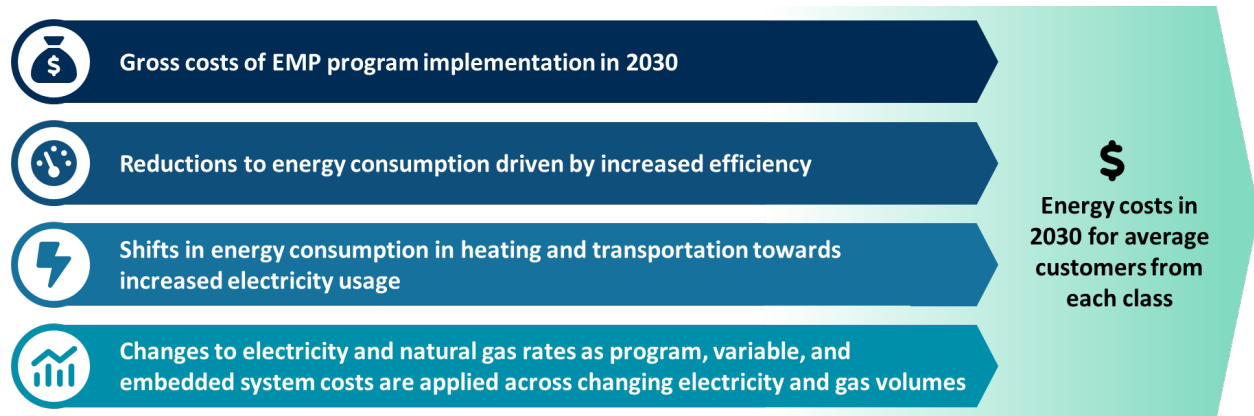 $
Gross costs of EMP program implementation in 2030
Reductions to energy consumption driven by increased efficiency
Shifts in energy consumption in heating and transportation towards
increased electricity usage
Changes to electricity and natural gas rates as program, variable, and
embedded system costs are applied across changing electricity and gas volumes
$
Energy costs in
2030 for average
customers from
each class